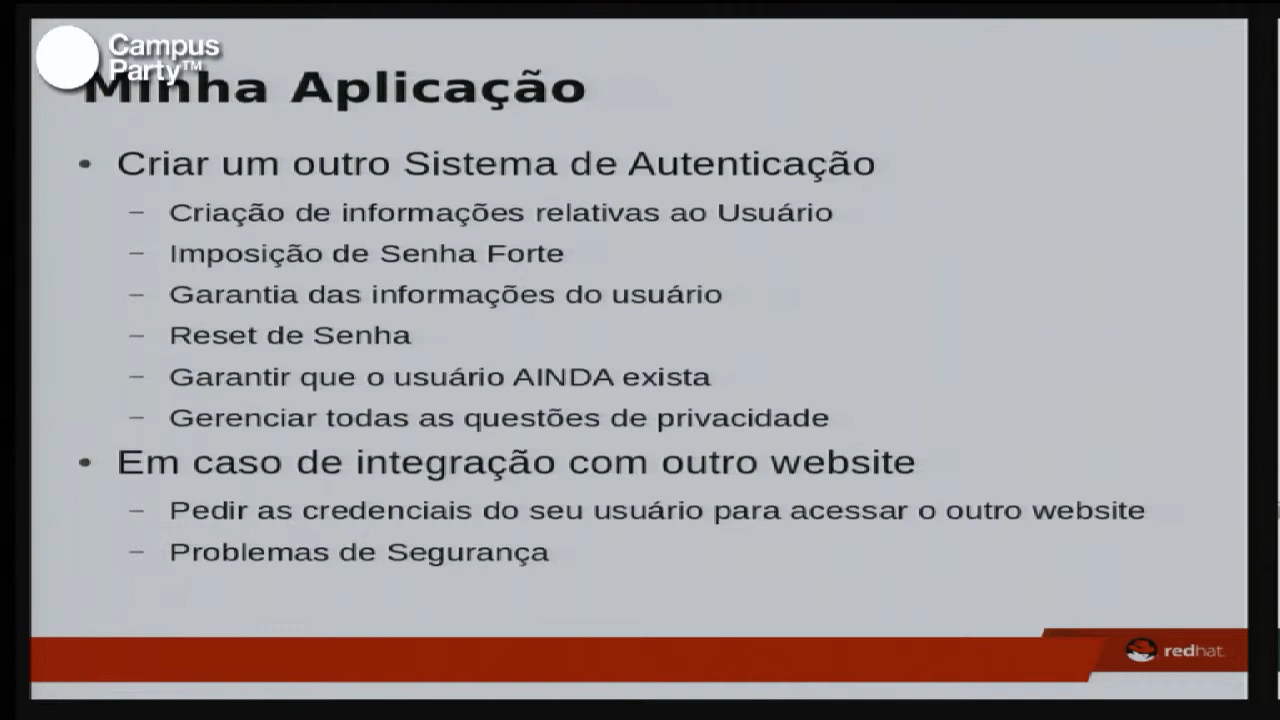 Campus
Party™
Minha Aplicação
• Criar um outro Sistema de Autenticação
– Criação de informações relativas ao Usuário
– Imposição de Senha Forte
– Garantia das informações do usuário
– Reset de Senha
– Garantir que o usuário AINDA exista
– Gerenciar todas as questões de privacidade
• Em caso de integração com outro website
– Pedir as credenciais do seu usuário para acessar o outro website
– Problemas de Segurança
redhat.